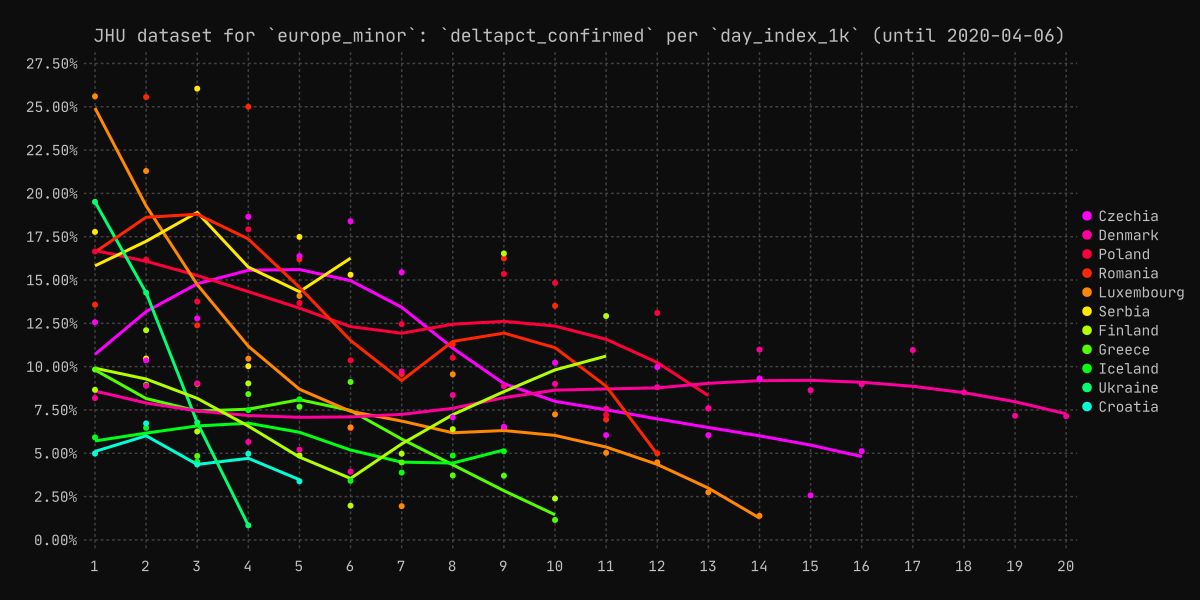 JHU dataset for `europe_minor`: `deltapct_confirmed` per `day_index_1k` (until 2020-04-06)
27.50%
25.00%
22.50%
20.00%
17.50%
15.00%
12.50%
10.00%
7.50%
5.00%
2.50%
0.00%
1 2 3 4 5 6 7 8 9 10 11 12 13 14 15 16 17 18 19 20
Czechia
Denmark
Poland
Romania
Luxembourg
Serbia
Finland
Greece
Iceland
Ukraine
Croatia